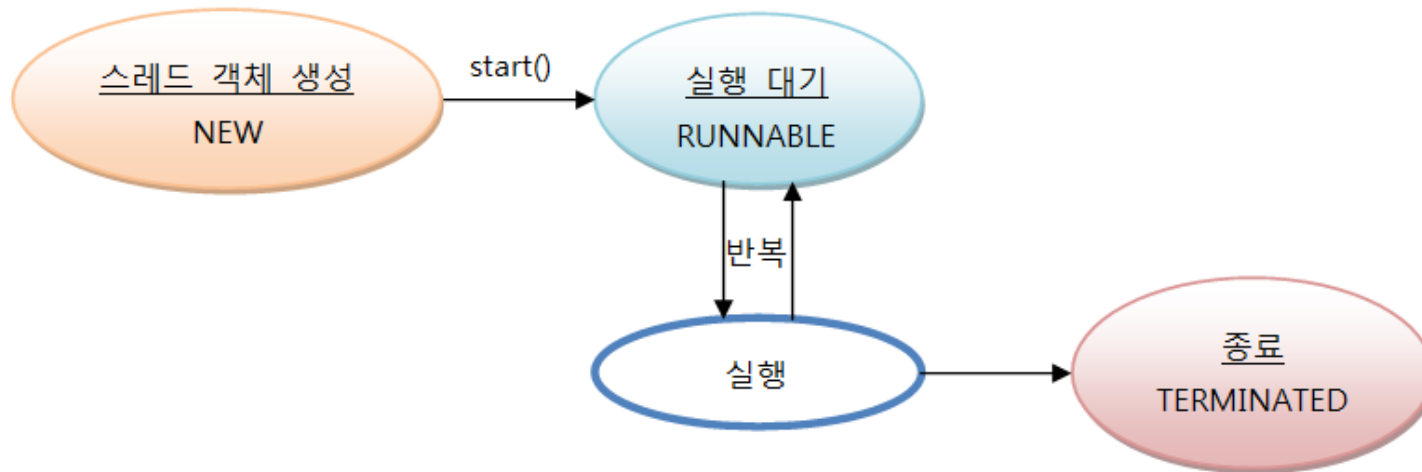 스레드 객체 생성
NEW
start()
실행 대기
RUNNABLE
반복
실행
종료
TERMINATED